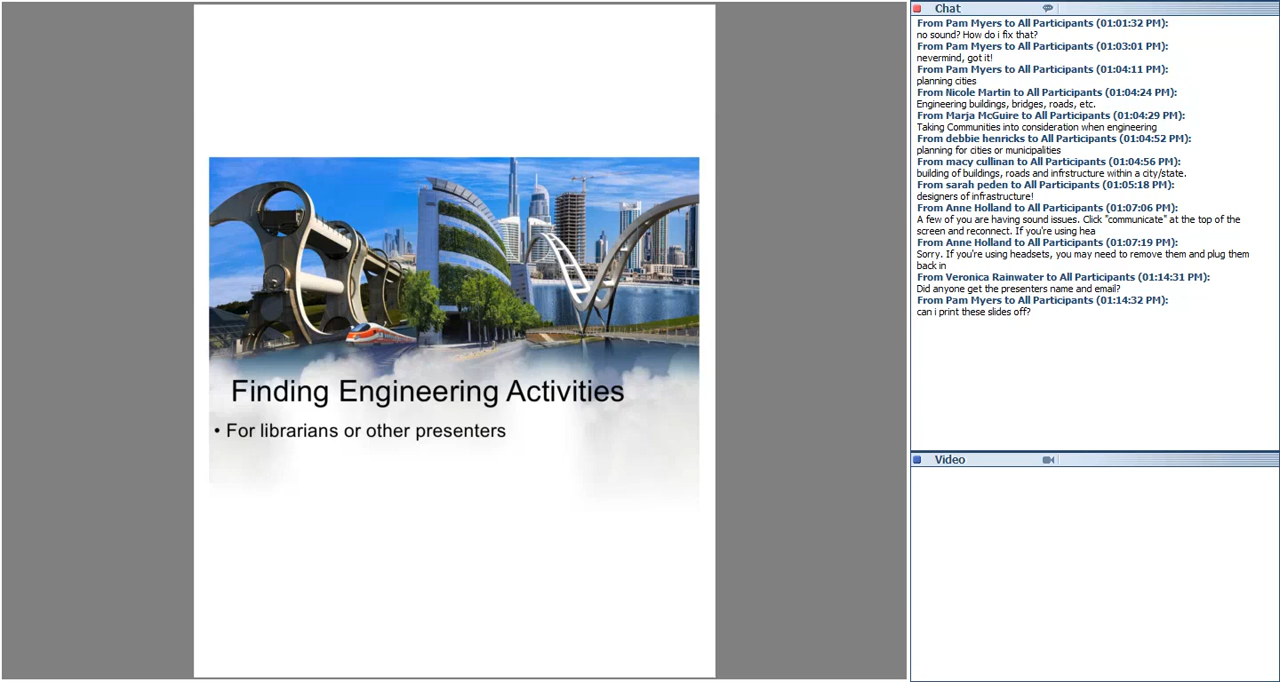 Finding Engineering Activities
• For librarians or other presenters
Chat
From Pam Myers to All Participants (01:01:32 PM):
no sound? How do i fix that?
From Pam Myers to All Participants (01:03:01 PM):
nevermind, got it!
From Pam Myers to All Participants (01:04:11 PM):
planning cities
From Nicole Martin to All Participants (01:04:24 PM):
Engineering buildings, bridges, roads, etc.
From Marja McGuire to All Participants (01:04:29 PM):
Taking Communities into consideration when engineering
From debbie henricks to All Participants (01:04:52 PM):
planning for cities or municipalities
From macy cullinan to All Participants (01:04:56 PM):
building of buildings, roads and infrstructure within a city/state.
From sarah peden to All Participants (01:05:18 PM):
designers of infrastructure!
From Anne Holland to All Participants (01:07:06 PM):
A few of you are having sound issues. Click "communicate" at the top of the
screen and reconnect. If you're using hea
From Anne Holland to All Participants (01:07:19 PM):
Sorry. If you're using headsets, you may need to remove them and plug them
back in
From Veronica Rainwater to All Participants (01:14:31 PM):
Did anyone get the presenters name and email?
From Pam Myers to All Participants (01:14:32 PM):
can i print these slides off?
Video